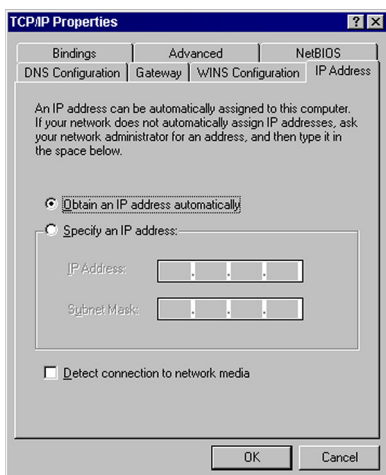 TCP/IP Properties
Bindings Advanced NetBIOS
DNS Configuration Gateway WINS Configuration IP Address
An IP address can be automatically assigned to this computer.
If your network does not automatically assign IP addresses, ask
your network administrator for an address, and then type it in
the space below.
Obtain an IP address automatically
Specify an IP address:
IP Address:
Subnet Mask:
Detect connection to network media
OK Cancel